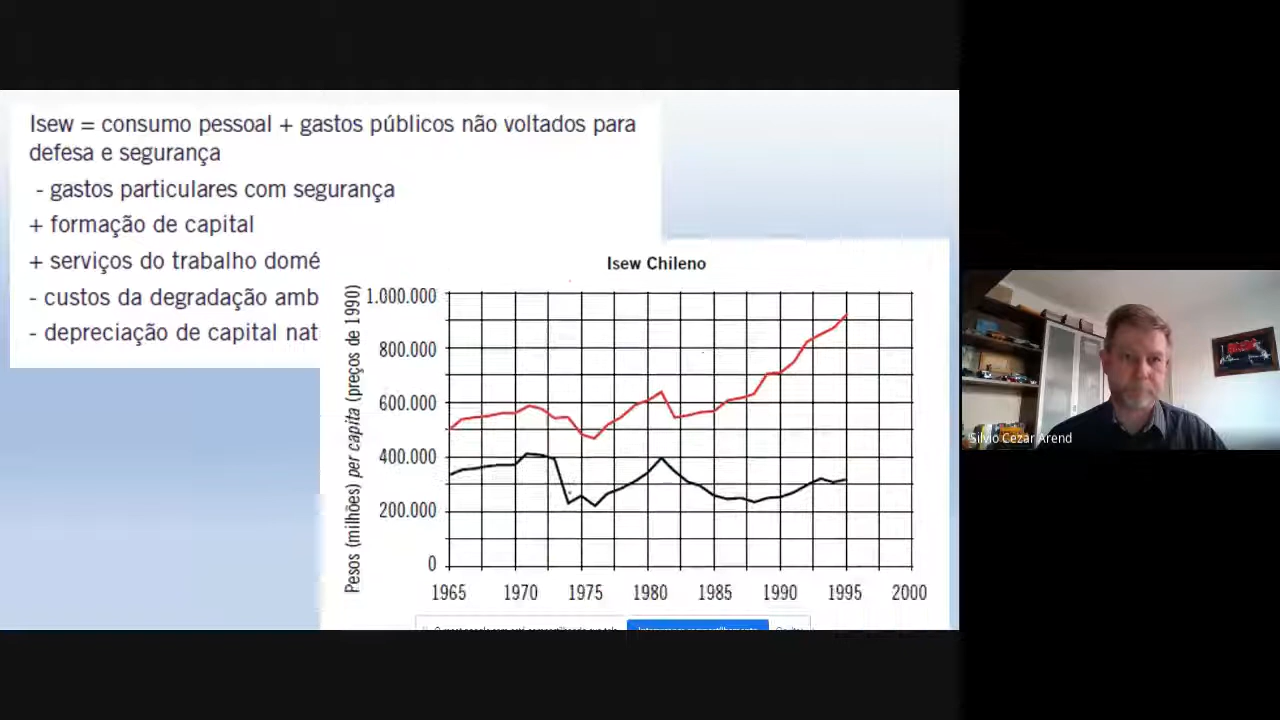 Isew = consumo pessoal + gastos públicos não voltados para
defesa e segurança
- gastos particulares com segurança
+ formação de capital
+ serviços do trabalho domé
- custos da degradação amb
- depreciação de capital nat
Isew Chileno
Pesos (milhões) per capita (preços de 1990)
1.000.000
800.000
600.000
400.000
200.000
0
1965 1970 1975 1980 1985 1990 1995 2000
Silvio Cezar Arend